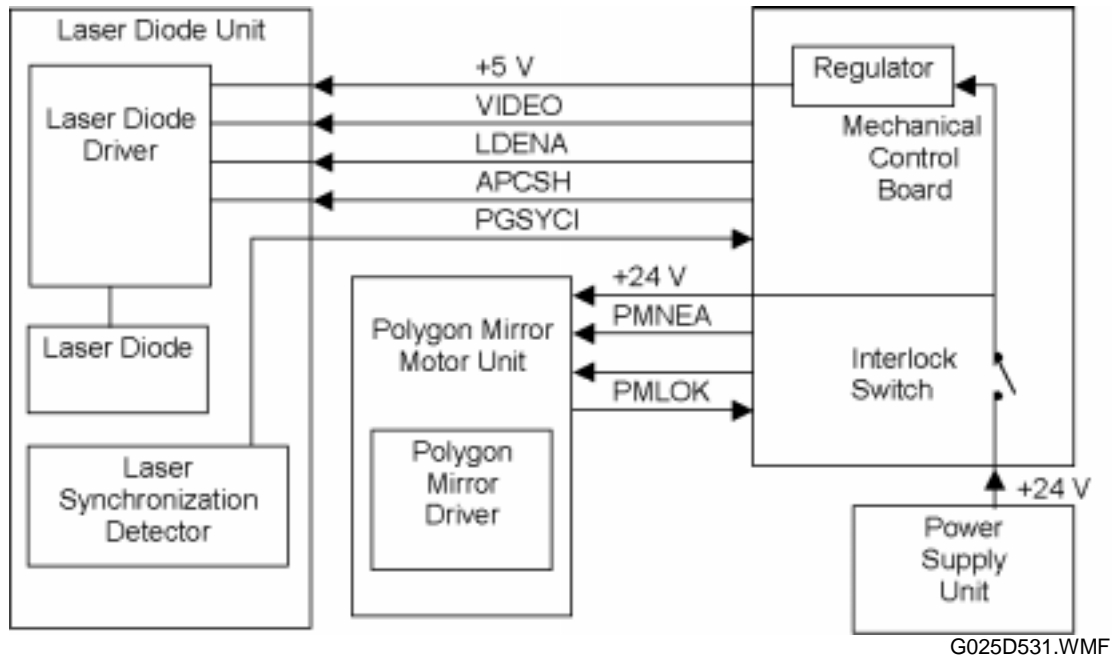 Laser Diode Unit
Laser Diode
Driver
Laser Diode
Laser
Synchronization
Detector
+5 V
VIDEO
LDENA
APCSH
PGSYCI
+24 V
PMNEA
PMLOK
Polygon Mirror
Motor Unit
Polygon
Mirror
Driver
Regulator
Mechanical
Control
Board
Interlock
Switch
+24 V
Power
Supply
Unit
G025D531.WMF